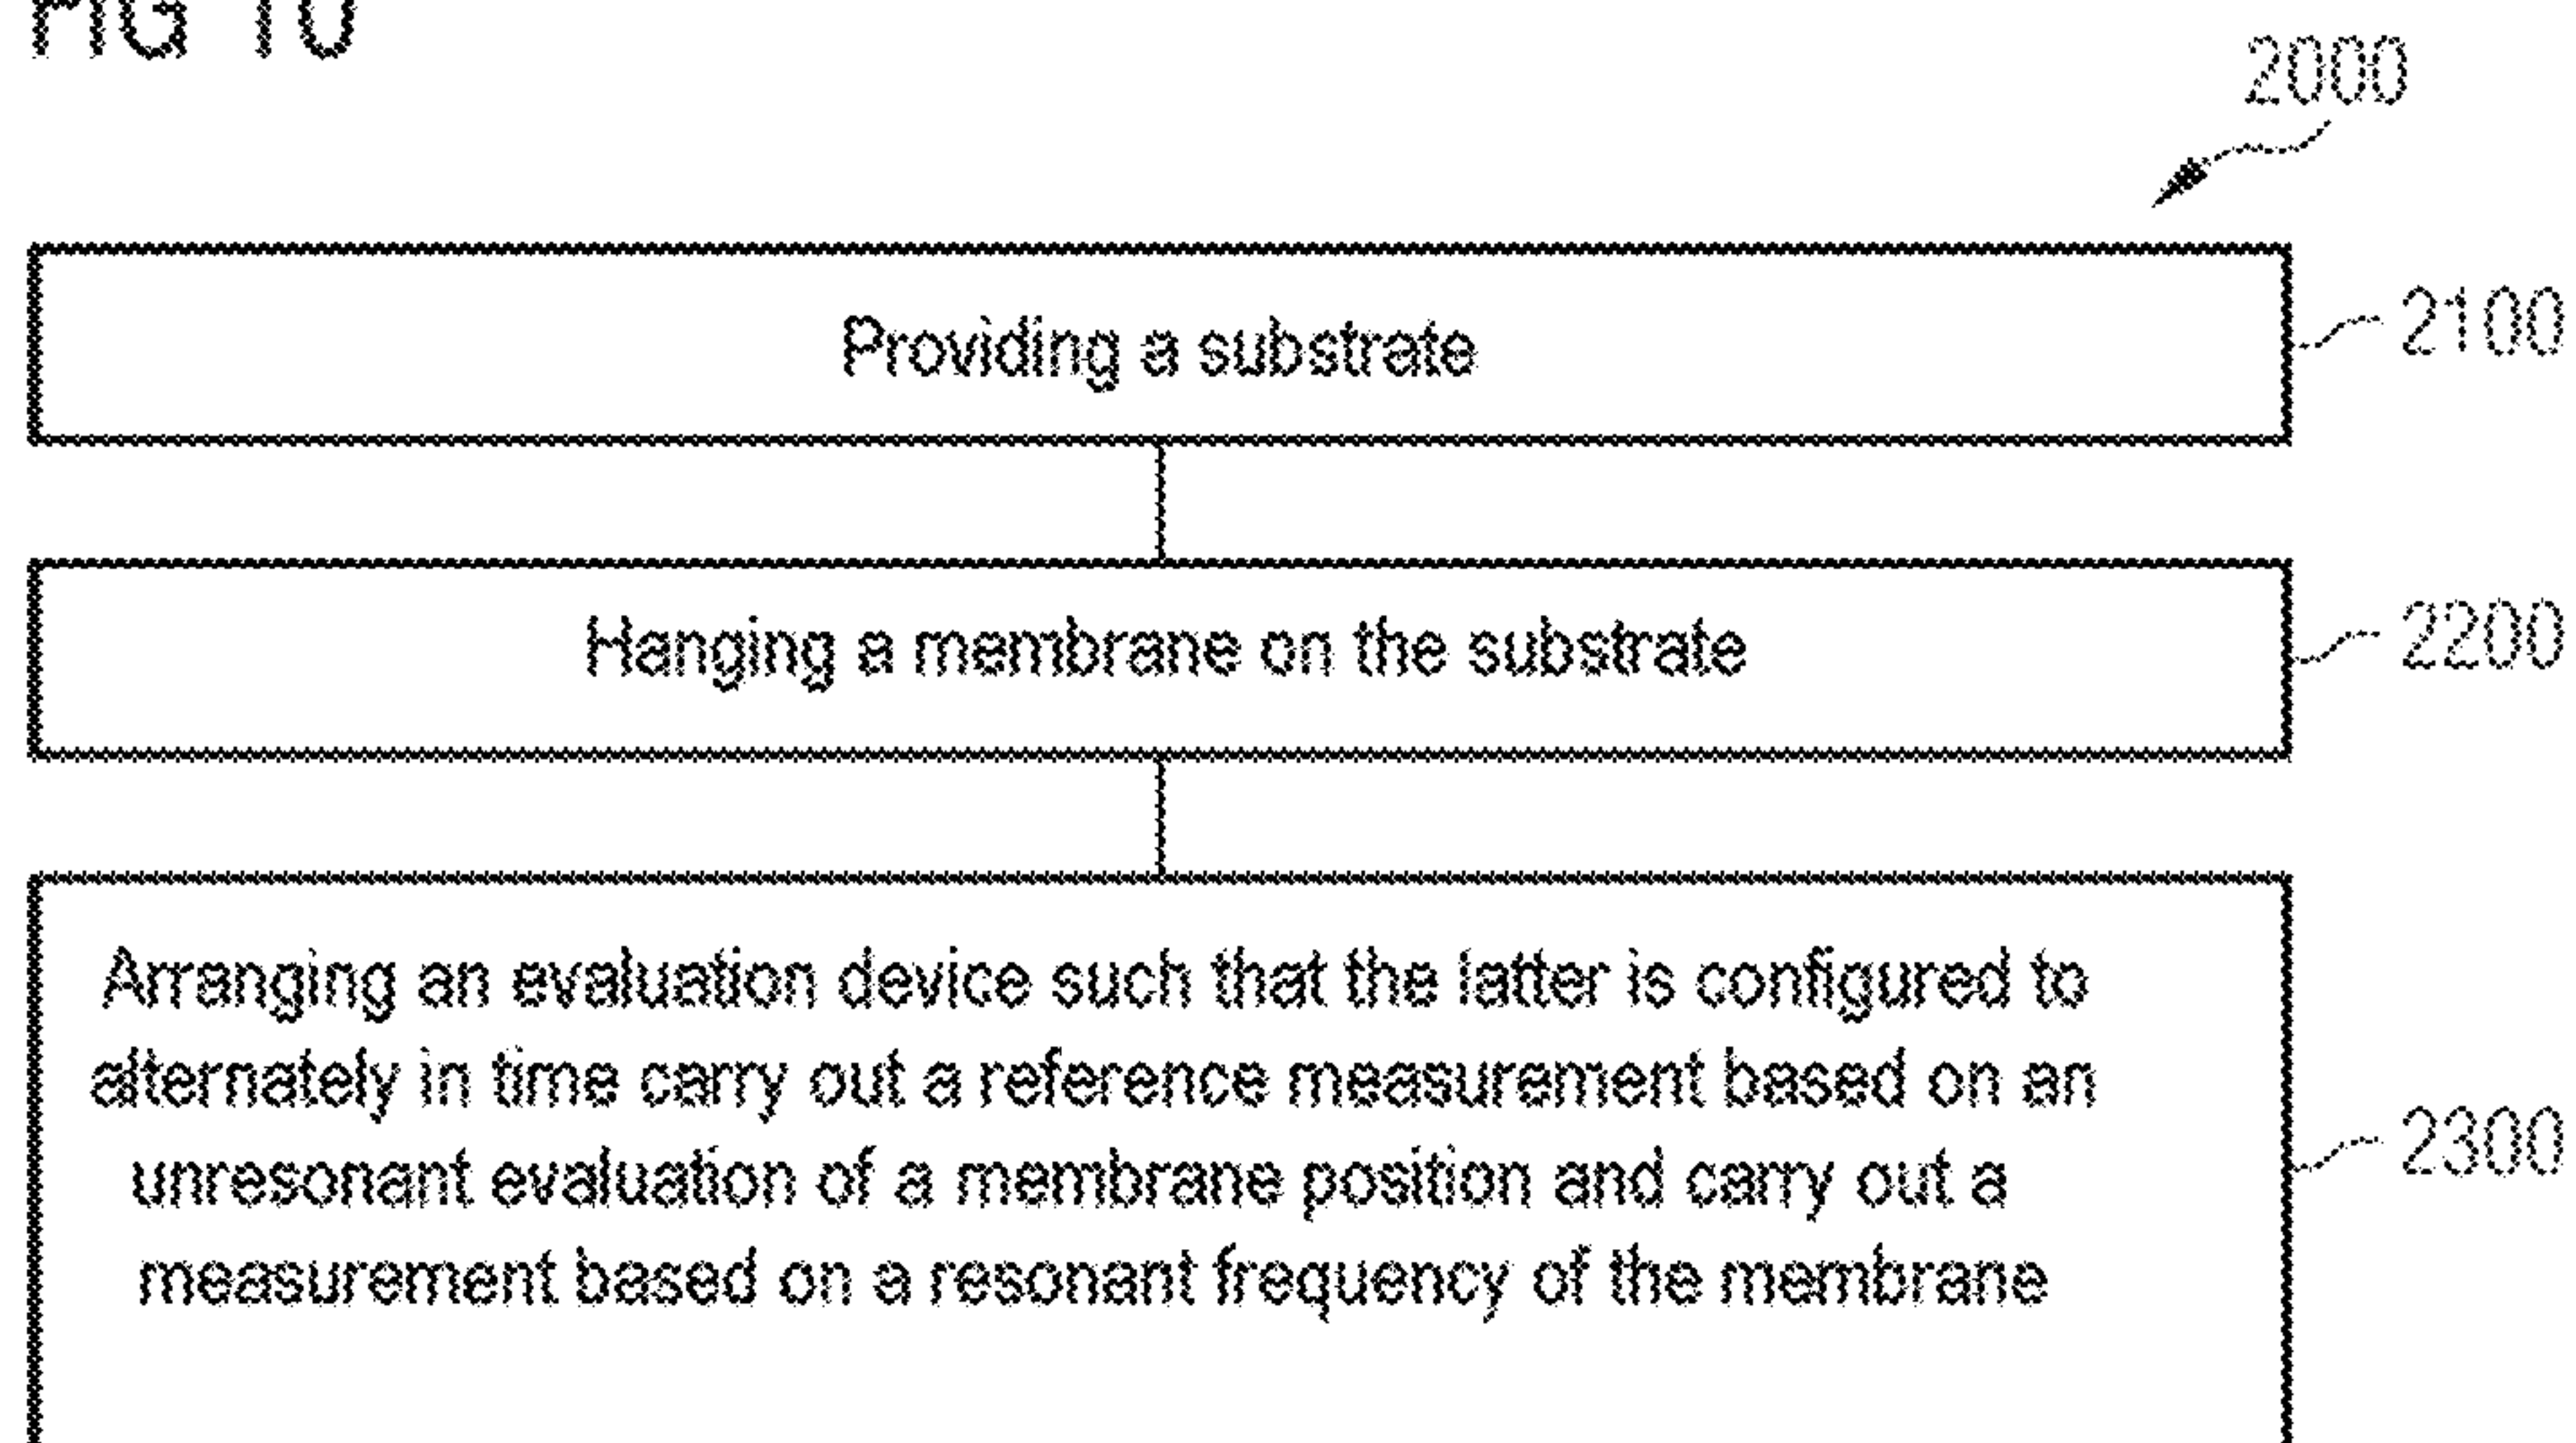 FIG 10
2000
Providing a substrate
2100
Hanging a membrane on the substrate
2200
Arranging an evaluation device such that the latter is configured to
alternately in time carry out a reference measurement based on an
unresonant evaluation of a membrane position and carry out a
measurement based on a resonant frequency of the membrane
2300